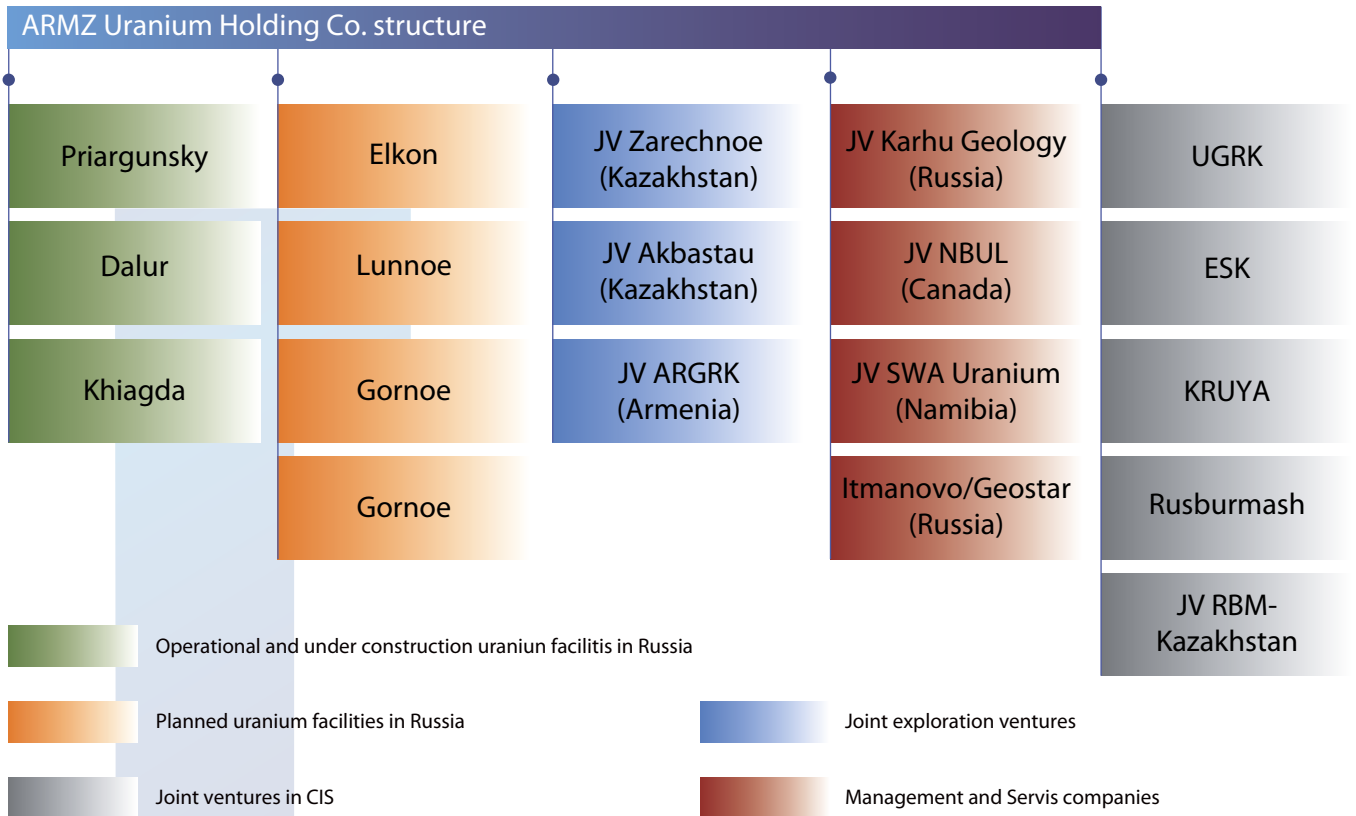 ARMZ Uranium Holding Co. structure
Priargunsky
Dalur
Khiagda
Elkon
Lunnoe
Gornoe
Gornoe
JV Zarechnoe
(Kazakhstan)
JV Akbastau
(Kazakhstan)
JV ARGRK
(Armenia)
JV Karhu Geology
(Russia)
JV NBUL
(Canada)
JV SWA Uranium
(Namibia)
Itmanovo/Geostar
(Russia)
UGRK
ESK
KRUYA
Rusburmash
JV RBM-
Kazakhstan
Operational and under construction uraniun facilitis in Russia
Planned uranium facilities in Russia
Joint ventures in CIS
Joint exploration ventures
Management and Servis companies